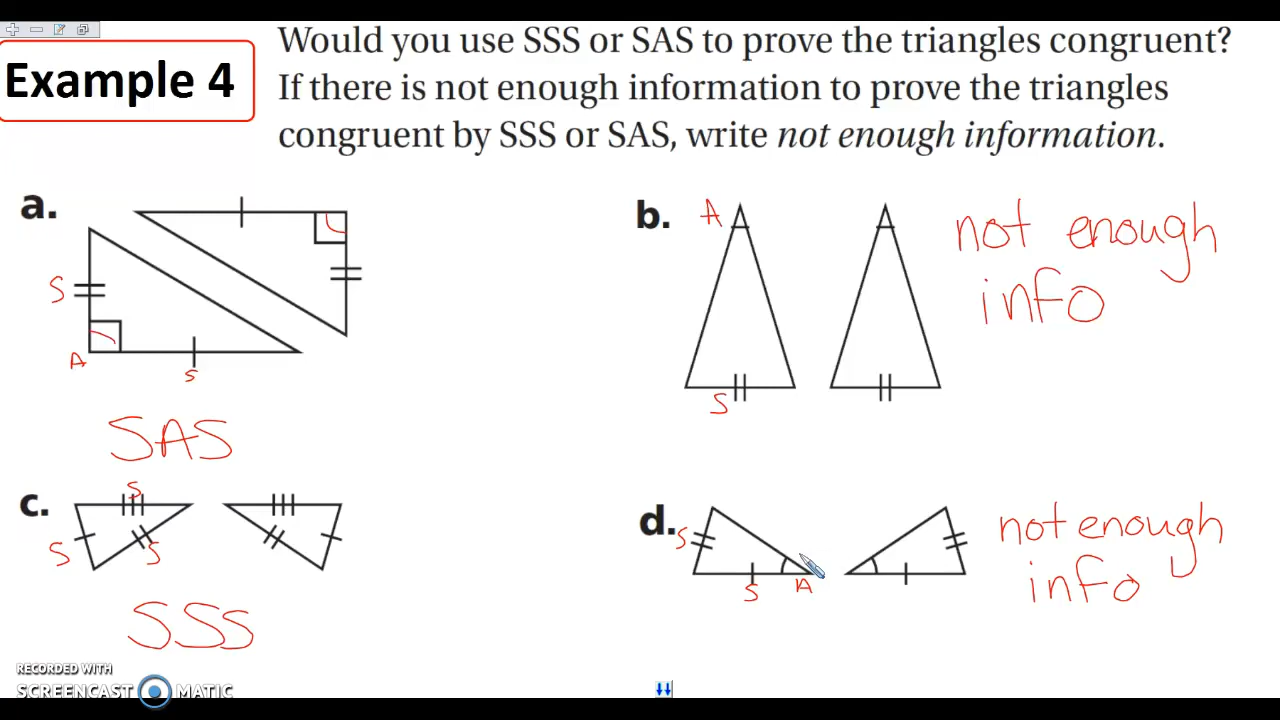 Example 4
Would you use SSS or SAS to prove the triangles congruent?
If there is not enough information to prove the triangles
congruent by SSS or SAS, write not enough information.
a.
S
A
S
SAS
b.
A
S
not enough
info
c.
S
S
S
SSS
d.
S
S
A
not enough
info
RECORDED WITH
SCREENCAST MATIC